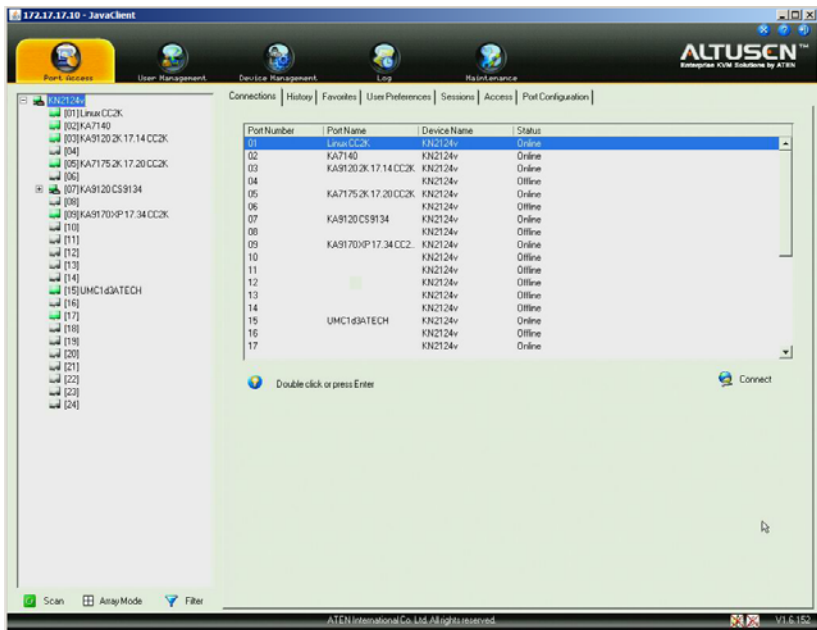 172.17.17.10 - JavaClient
Port Access User Management Device Management Log Maintenance
ALTUSEN™
Enterprise KVM Solutions by ATEN
KN2124v
[01]Linux CC2K
[02]KA7140
[03]KA9120 2K 17.14 CC2K
[04]
[05]KA7175 2K 17.20 CC2K
[06]
[07]KA9120 CS9134
[08]
[09]KA9170XP 17.34 CC2K
[10]
[11]
[12]
[13]
[14]
[15]UMC1d3ATECH
[16]
[17]
[18]
[19]
[20]
[21]
[22]
[23]
[24]
Scan Array Mode Filter
Connections History Favorites User Preferences Sessions Access Port Configuration
Port Number Port Name Device Name Status
01 Linux CC2K KN2124v Online
02 KA7140 KN2124v Online
03 KA9120 2K 17.14 CC2K KN2124v Online
04 KN2124v Offline
05 KA7175 2K 17.20 CC2K KN2124v Online
06 KN2124v Offline
07 KA9120 CS9134 KN2124v Online
08 KN2124v Offline
09 KA9170XP 17.34 CC2... KN2124v Online
10 KN2124v Offline
11 KN2124v Offline
12 KN2124v Offline
13 KN2124v Offline
14 KN2124v Offline
15 UMC1d3ATECH KN2124v Online
16 KN2124v Offline
17 KN2124v Online
Double click or press Enter
Connect
ATEN International Co. Ltd. All rights reserved.
V1.6.152